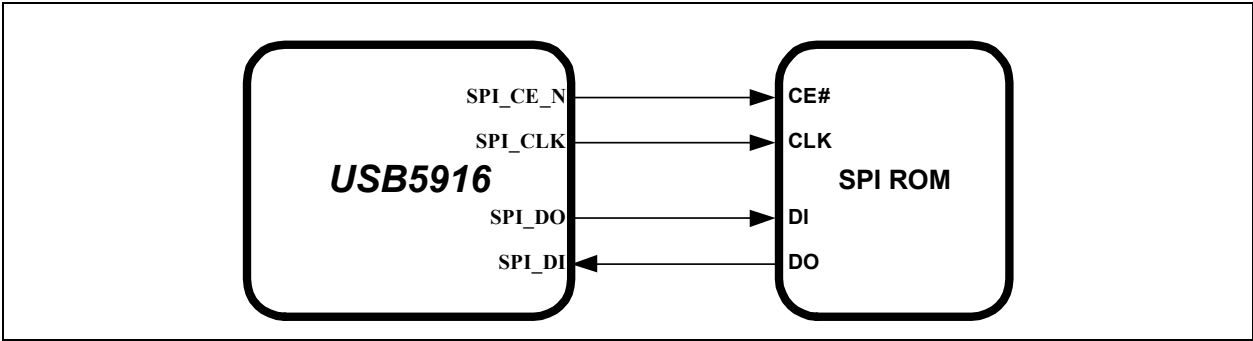 SPI_CE_N CE#
SPI_CLK CLK
USB5916 SPI ROM
SPI_DO DI
SPI_DI DO